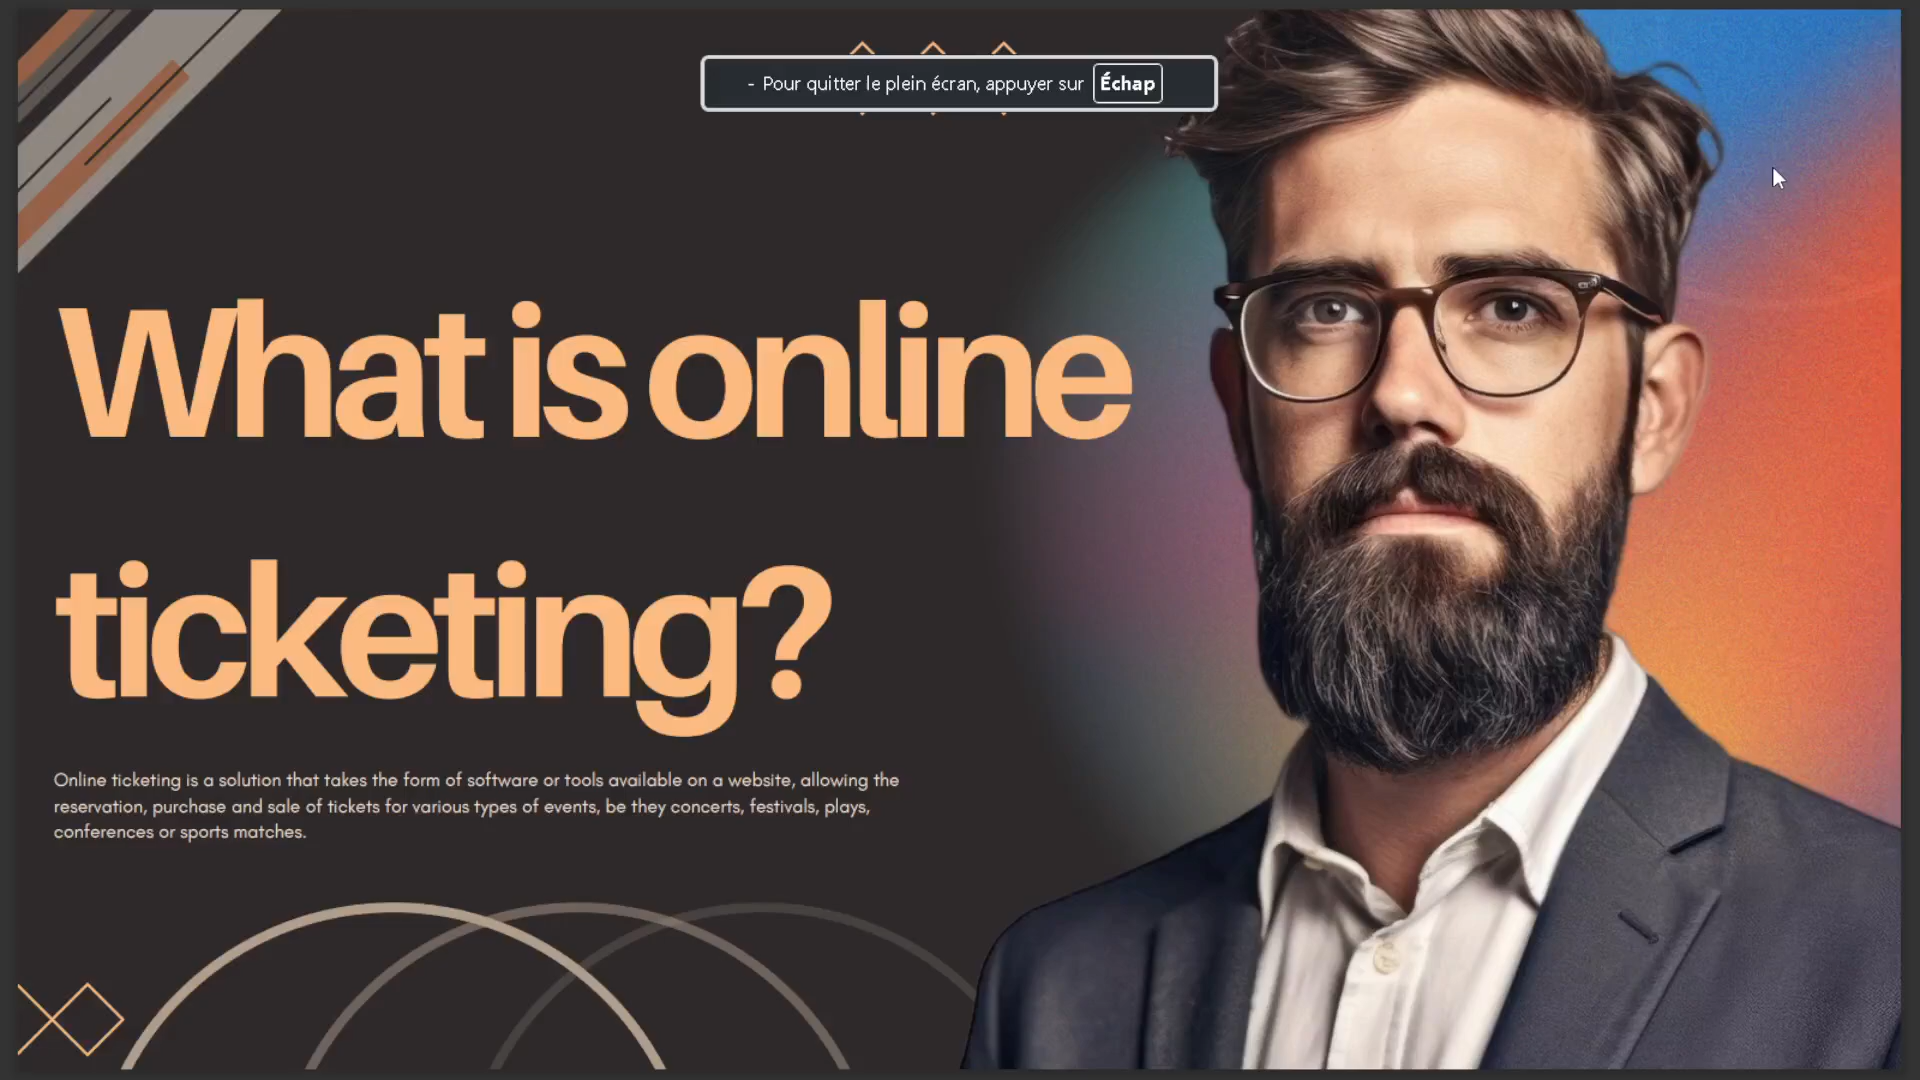 - Pour quitter le plein écran, appuyer sur Échap
What is online
ticketing?
Online ticketing is a solution that takes the form of software or tools available on a website, allowing the
reservation, purchase and sale of tickets for various types of events, be they concerts, festivals, plays,
conferences or sports matches.